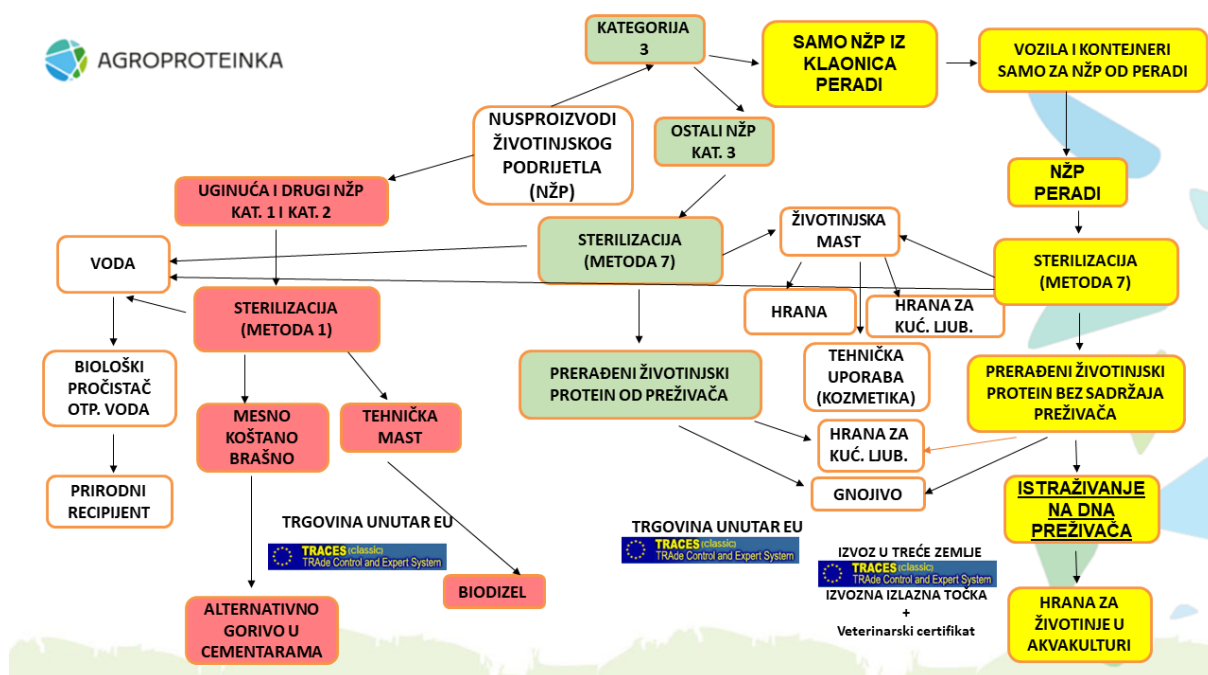 AGROPROTEINKA
KATEGORIJA
3
SAMO NŽP IZ
KLAONICA
PERADI
VOZILA I KONTEJNERI
SAMO ZA NŽP OD PERADI
NUSPROIZVODI
ŽIVOTINJSKOG
PODRIJETLA
(NŽP)
OSTALI NŽP
KAT. 3
NŽP
PERADI
UGINUĆA I DRUGI NŽP
KAT. 1 I KAT. 2
ŽIVOTINJSKA
MAST
VODA
STERILIZACIJA
(METODA 7)
STERILIZACIJA
(METODA 7)
STERILIZACIJA
(METODA 1)
HRANA
HRANA ZA
KUĆ. LJUB.
BIOLOŠKI
PROČISTAČ
OTP. VODA
PRERAĐENI ŽIVOTINJSKI
PROTEIN OD PREŽIVAČA
TEHNIČKA
UPORABA
(KOZMETIKA)
PRERAĐENI ŽIVOTINJSKI
PROTEIN BEZ SADRŽAJA
PREŽIVAČA
MESNO
KOŠTANO
BRAŠNO
TEHNIČKA
MAST
HRANA ZA
KUĆ. LJUB.
PRIRODNI
RECIPIJENT
GNOJIVO
ISTRAŽIVANJE
NA DNA
PREŽIVAČA
TRGOVINA UNUTAR EU
TRACES (classic)
TRAde Control and Expert System
TRGOVINA UNUTAR EU
TRACES (classic)
TRAde Control and Expert System
IZVOZ U TREĆE ZEMLJE
TRACES (classic)
TRAde Control and Expert System
IZVOZNA IZLAZNA TOČKA
+
Veterinarski certifikat
BIODIZEL
ALTERNATIVNO
GORIVO U
CEMENTARAMA
HRANA ZA
ŽIVOTINJE U
AKVAKULTURI